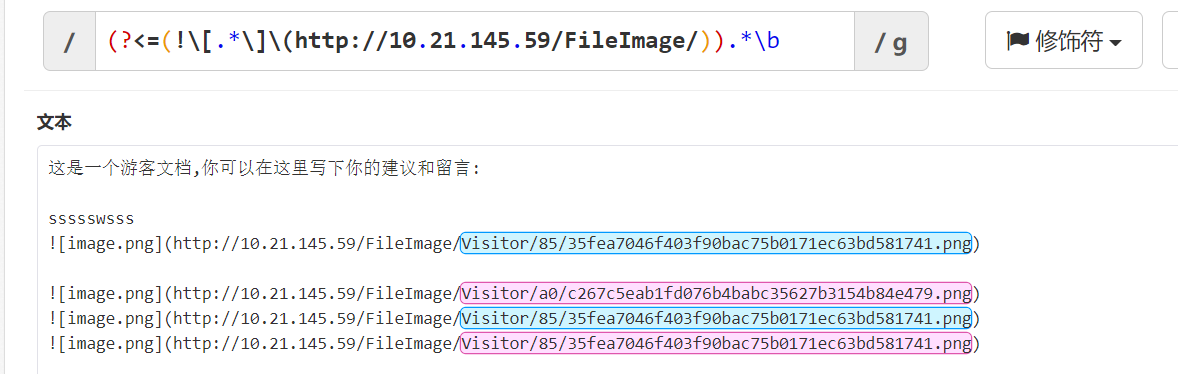 / (?<=(!\[.*\]\(http://10.21.145.59/FileImage/)).*\b / g 修饰符
文本
这是一个游客文档,你可以在这里写下你的建议和留言:
ssssswsss
![image.png](http://10.21.145.59/FileImage/Visitor/85/35fea7046f403f90bac75b0171ec63bd581741.png)
![image.png](http://10.21.145.59/FileImage/Visitor/a0/c267c5eab1fd076b4babc35627b3154b84e479.png)
![image.png](http://10.21.145.59/FileImage/Visitor/85/35fea7046f403f90bac75b0171ec63bd581741.png)
![image.png](http://10.21.145.59/FileImage/Visitor/85/35fea7046f403f90bac75b0171ec63bd581741.png)